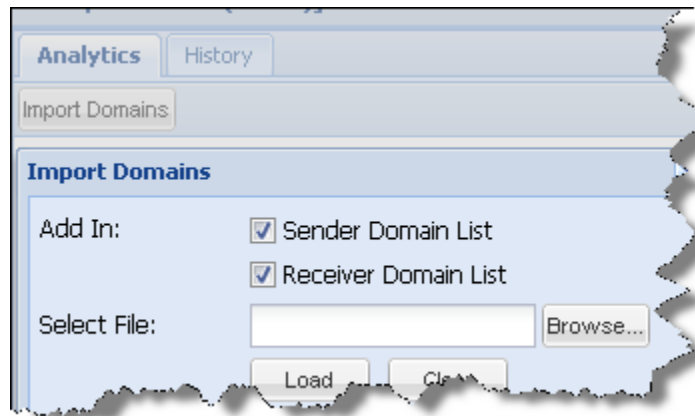 Analytics History
Import Domains
Import Domains
Add In: Sender Domain List
Receiver Domain List
Select File: Browse...
Load